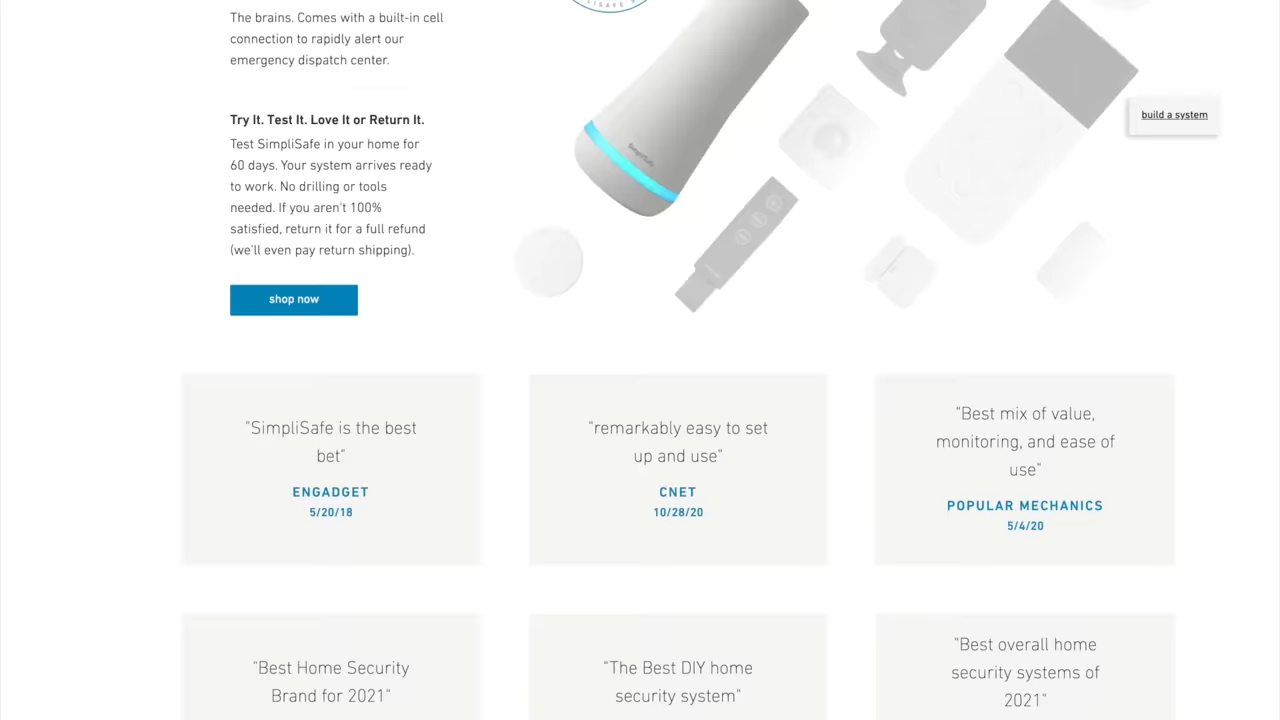 The brains. Comes with a built-in cell
connection to rapidly alert our
emergency dispatch center.
Try It. Test It. Love It or Return It.
Test SimpliSafe in your home for
60 days. Your system arrives ready
to work. No drilling or tools
needed. If you aren't 100%
satisfied, return it for a full refund
(we'll even pay return shipping).
shop now
SimpliSafe
build a system
"SimpliSafe is the best
bet"
ENGADGET
5/20/18
"remarkably easy to set
up and use"
CNET
10/28/20
"Best mix of value,
monitoring, and ease of
use"
POPULAR MECHANICS
5/4/20
"Best Home Security
Brand for 2021"
"The Best DIY home
security system"
"Best overall home
security systems of
2021"